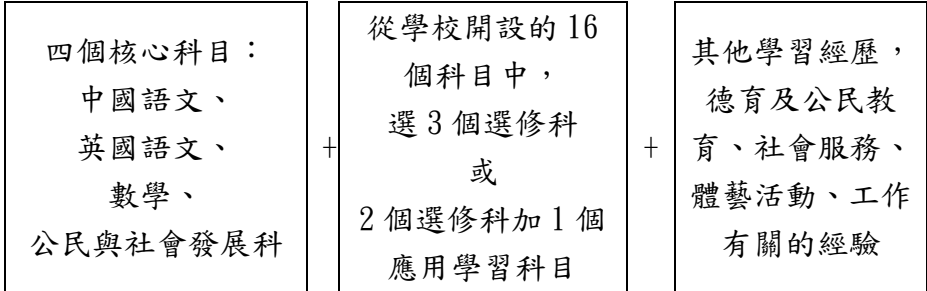 四個核心科目：
中國語文、
英國語文、
數學、
公民與社會發展科
+
從學校開設的 16
個科目中，
選 3 個選修科
或
2 個選修科加 1 個
應用學習科目
+
其他學習經歷，
德育及公民教
育、社會服務、
體藝活動、工作
有關的經驗